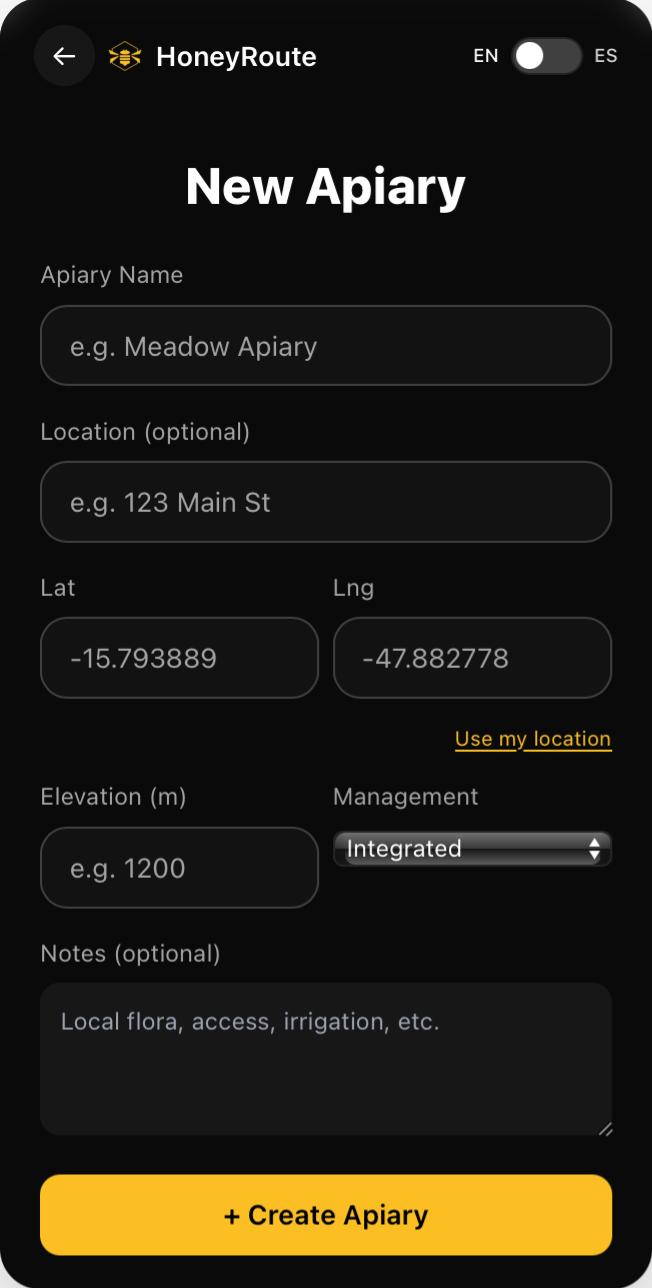 HoneyRoute
EN
ES
New Apiary
Apiary Name
e.g. Meadow Apiary
Location (optional)
e.g. 123 Main St
Lat
Lng
-15.793889
-47.882778
Use my location
Elevation (m)
Management
e.g. 1200
Integrated
Notes (optional)
Local flora, access, irrigation, etc.
+ Create Apiary